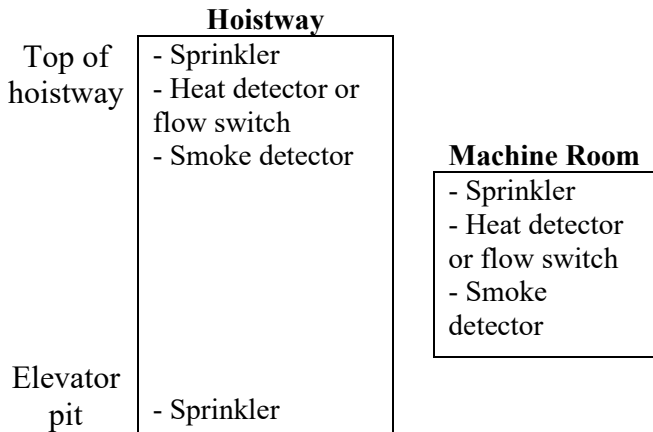 Hoistway
Top of
hoistway
- Sprinkler
- Heat detector or
flow switch
- Smoke detector
Machine Room
- Sprinkler
- Heat detector
or flow switch
- Smoke
detector
Elevator
pit
- Sprinkler